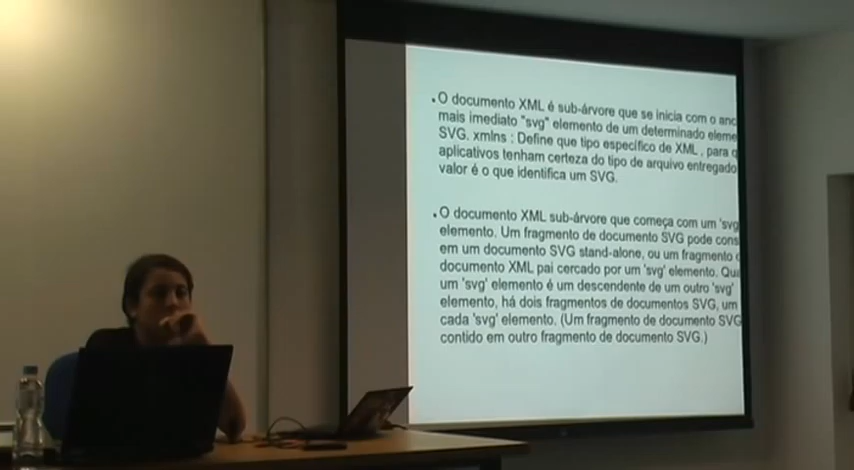 •O documento XML é sub-árvore que se inicia com o anc
mais imediato "svg" elemento de um determinado eleme
SVG. xmlns : Define que tipo específico de XML , para q
aplicativos tenham certeza do tipo de arquivo entregado
valor é o que identifica um SVG.
•O documento XML sub-árvore que começa com um 'svg
elemento. Um fragmento de documento SVG pode cons
em um documento SVG stand-alone, ou um fragmento d
documento XML pai cercado por um 'svg' elemento. Qua
um 'svg' elemento é um descendente de um outro 'svg'
elemento, há dois fragmentos de documentos SVG, um
cada 'svg' elemento. (Um fragmento de documento SVG
contido em outro fragmento de documento SVG.)